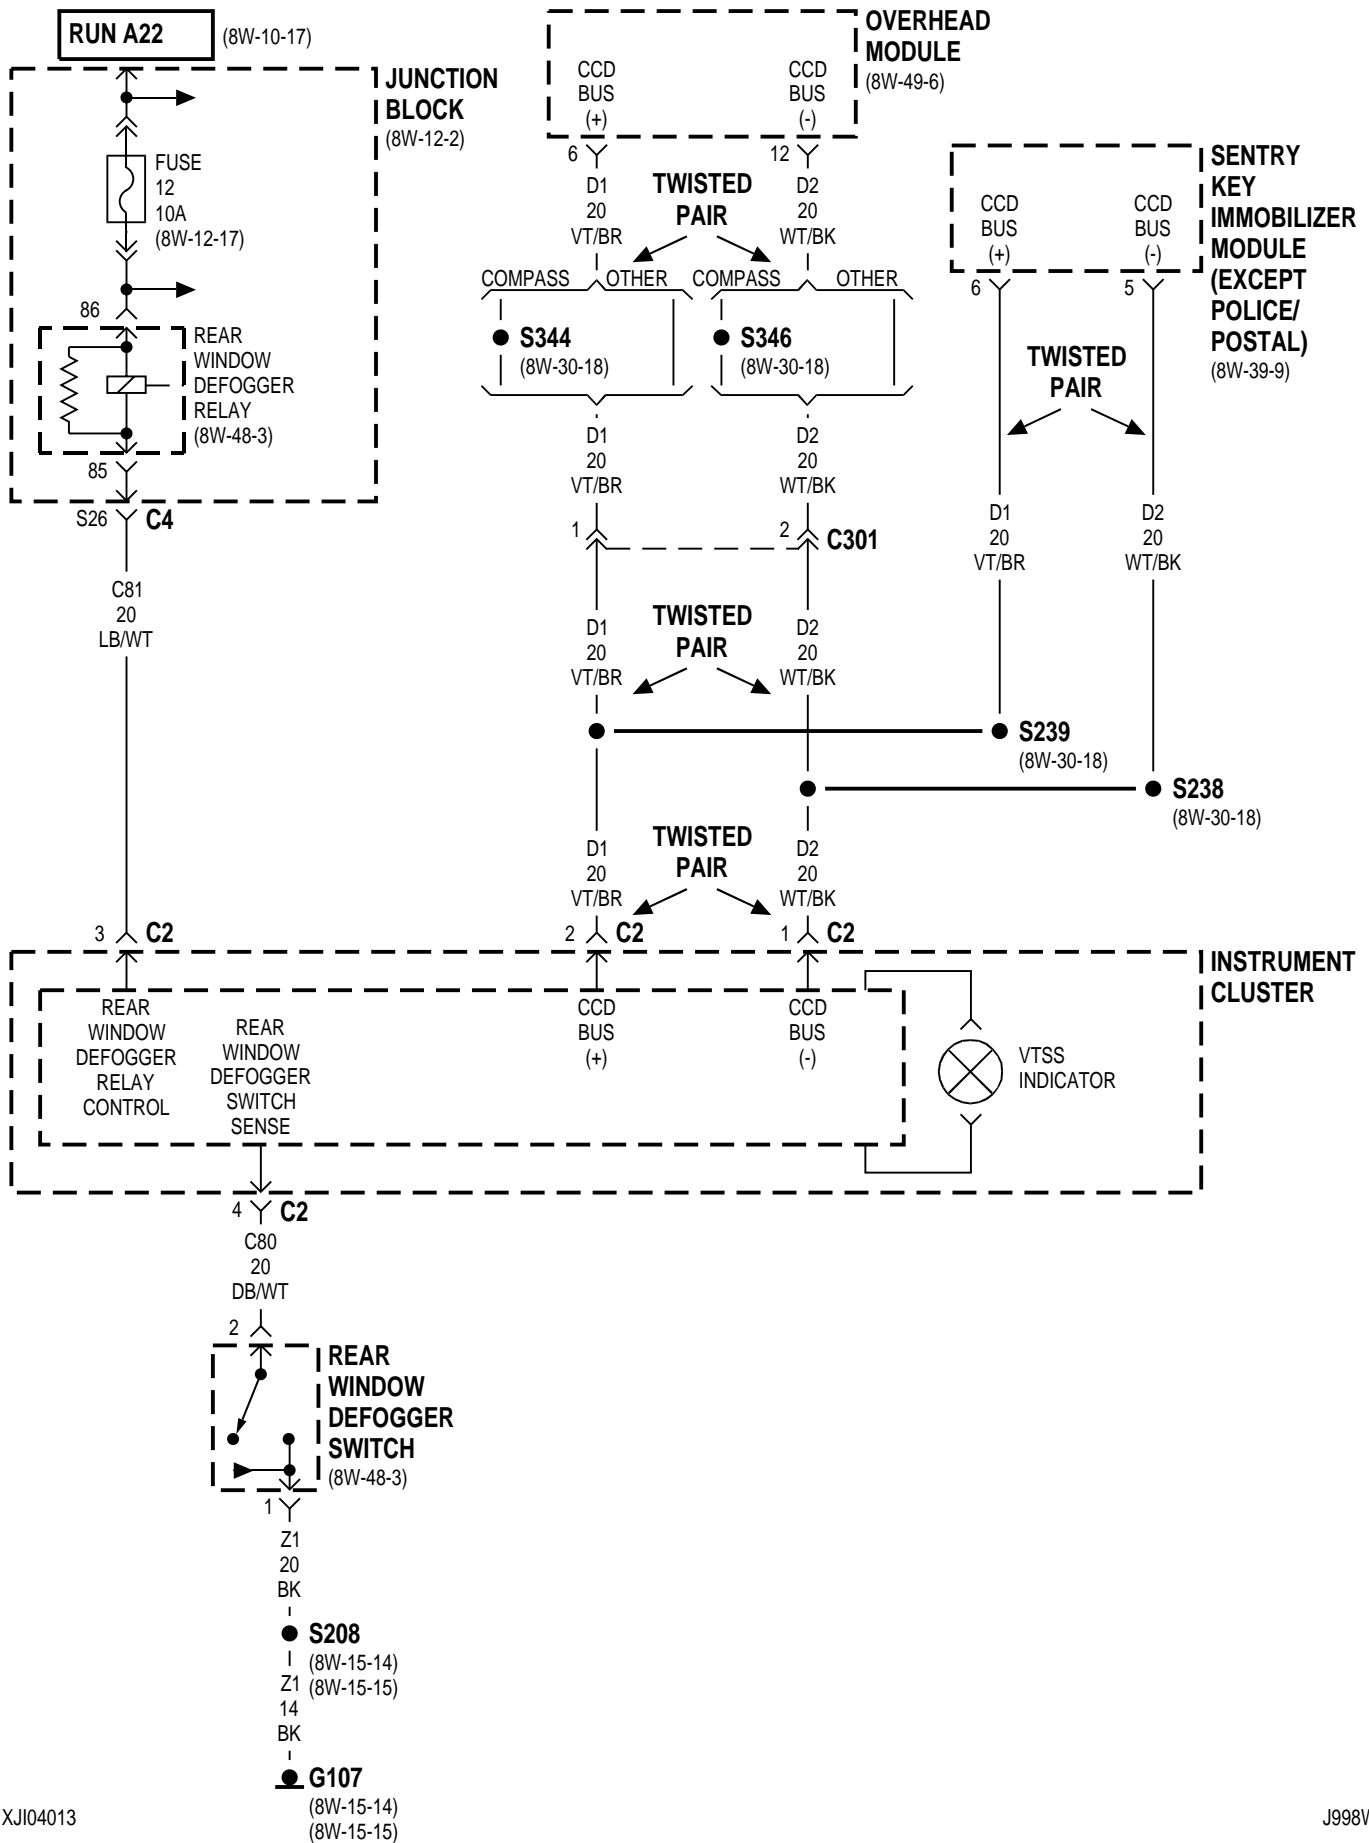 RUN A22
(8W-10-17)
JUNCTION
BLOCK
(8W-12-2)
FUSE
12
10A
(8W-12-17)
86
REAR
WINDOW
DEFOGGER
RELAY
(8W-48-3)
85
S26
C4
C81
20
LB/WT
OVERHEAD
MODULE
(8W-49-6)
CCD
BUS
(+)
CCD
BUS
(-)
6
12
D1
20
VT/BR
TWISTED
PAIR
D2
20
WT/BK
COMPASS
OTHER
COMPASS
OTHER
S344
(8W-30-18)
S346
(8W-30-18)
D1
20
VT/BR
D2
20
WT/BK
1
2
C301
D1
20
VT/BR
TWISTED
PAIR
D2
20
WT/BK
SENTRY
KEY
IMMOBILIZER
MODULE
(EXCEPT
POLICE/
POSTAL)
(8W-39-9)
CCD
BUS
(+)
CCD
BUS
(-)
6
5
TWISTED
PAIR
D1
20
VT/BR
D2
20
WT/BK
S239
(8W-30-18)
S238
(8W-30-18)
D1
20
VT/BR
TWISTED
PAIR
D2
20
WT/BK
3
C2
2
C2
1
C2
INSTRUMENT
CLUSTER
REAR
WINDOW
DEFOGGER
RELAY
CONTROL
REAR
WINDOW
DEFOGGER
SWITCH
SENSE
CCD
BUS
(+)
CCD
BUS
(-)
VTSS
INDICATOR
4
C2
C80
20
DB/WT
2
REAR
WINDOW
DEFOGGER
SWITCH
(8W-48-3)
1
Z1
20
BK
S208
(8W-15-14)
(8W-15-15)
Z1
14
BK
G107
(8W-15-14)
(8W-15-15)
XJI04013
J998W